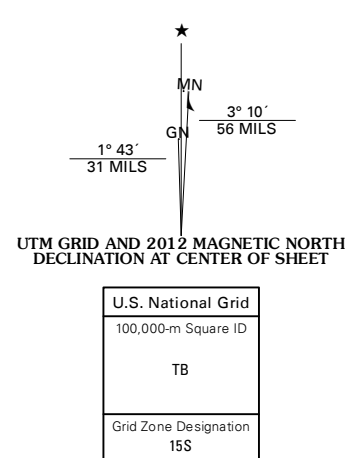 ★
MN
3° 10´
56 MILS
GN
1° 43´
31 MILS
UTM GRID AND 2012 MAGNETIC NORTH
DECLINATION AT CENTER OF SHEET
U.S. National Grid
100,000-m Square ID
TB
Grid Zone Designation
15S